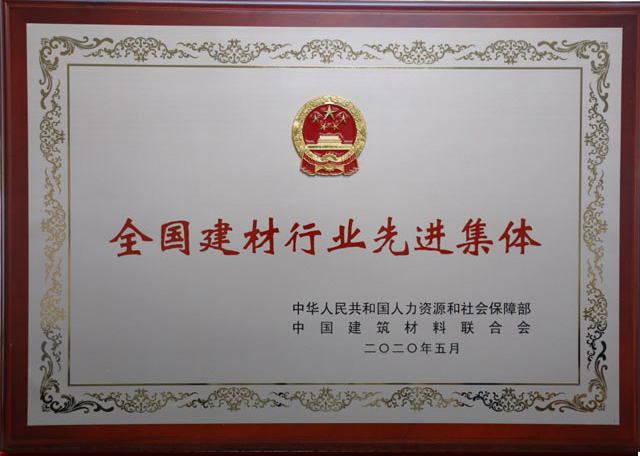 全国建材行业先进集体
中华人民共和国人力资源和社会保障部
中国建筑材料联合会
二〇二〇年五月